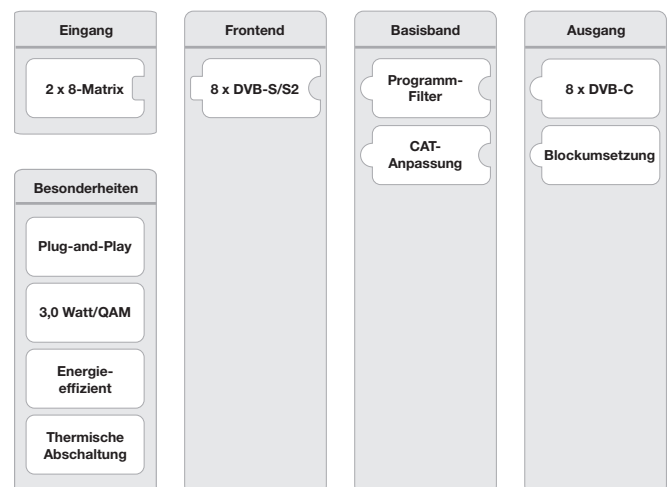 Eingang
2 x 8-Matrix
Besonderheiten
Plug-and-Play
3,0 Watt/QAM
Energie-
effizient
Thermische
Abschaltung
Frontend
8 x DVB-S/S2
Basisband
Programm-
Filter
CAT-
Anpassung
Ausgang
8 x DVB-C
Blockumsetzung